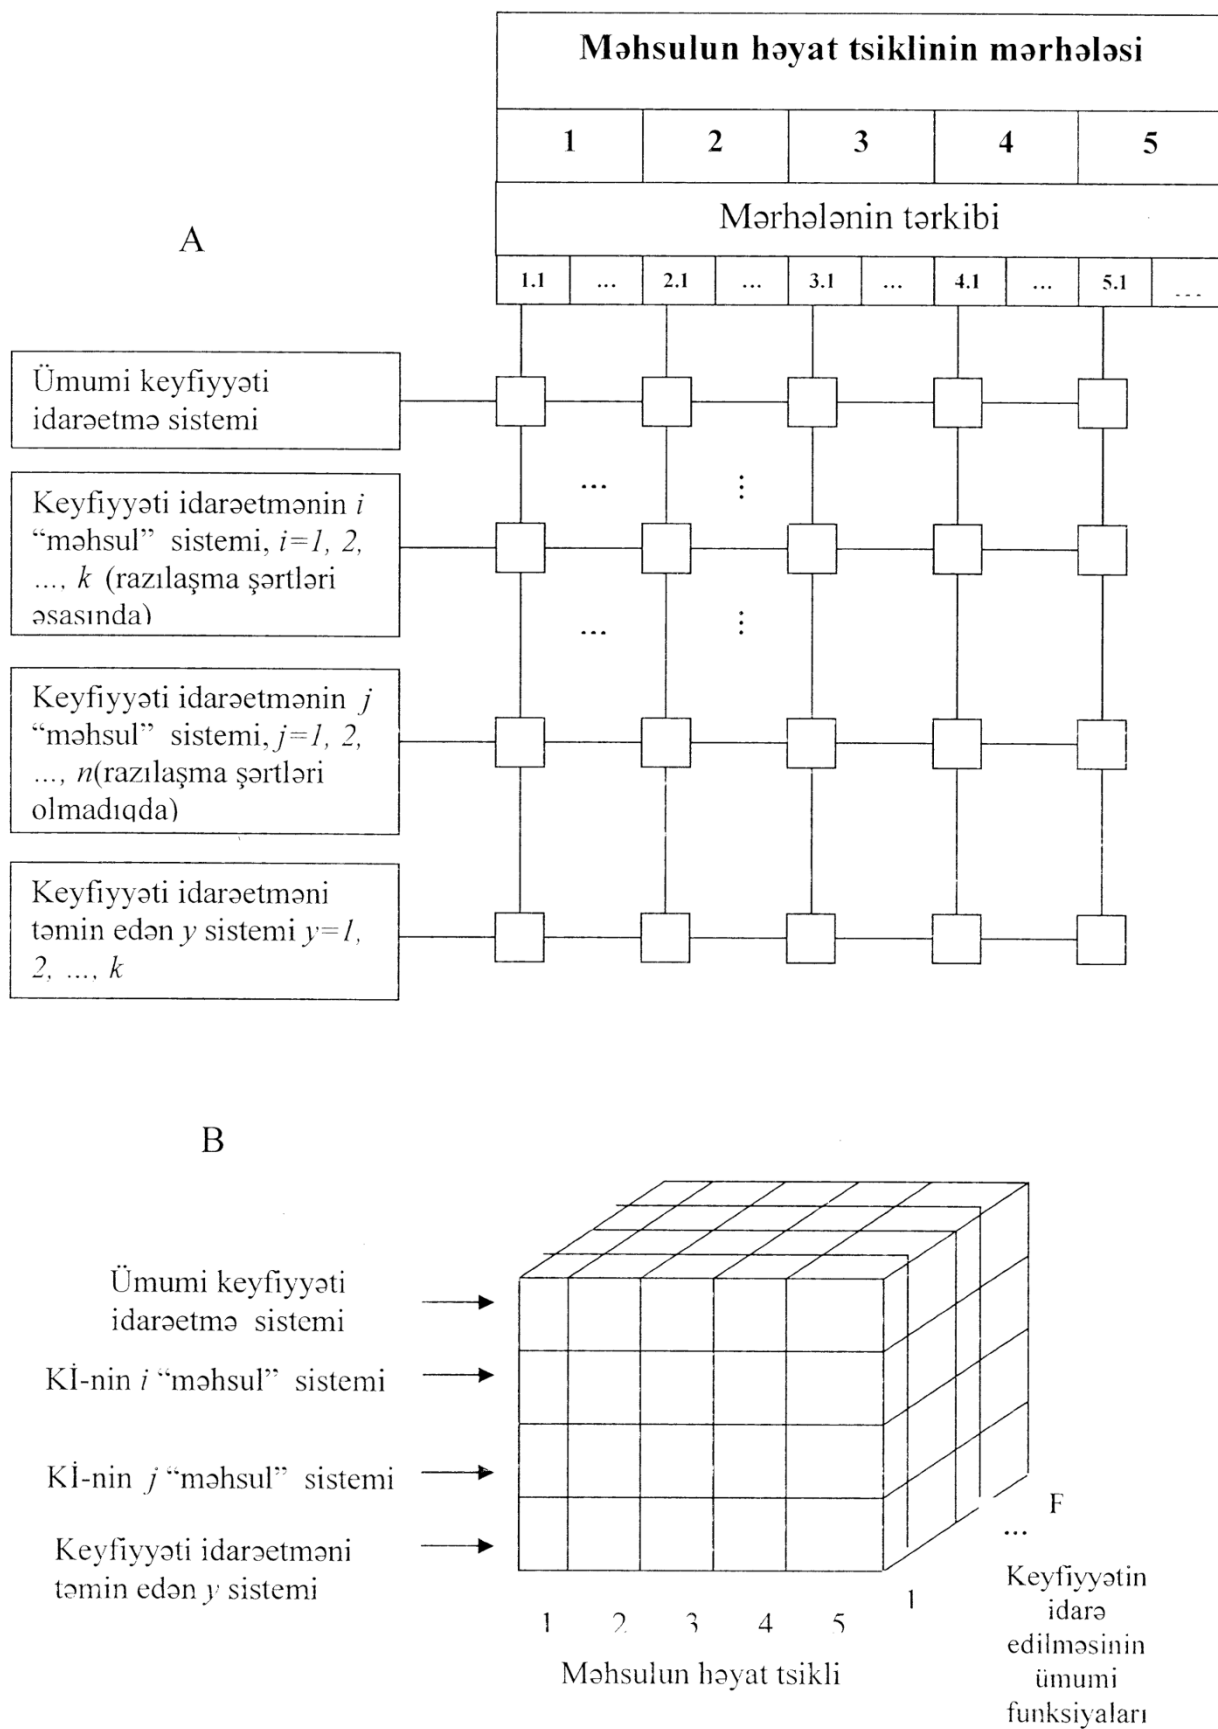 Məhsulun həyat tsiklinin mərhələsi
1 2 3 4 5
Mərhələnin tərkibi
A
1.1 ... 2.1 ... 3.1 ... 4.1 ... 5.1 ...
Ümumi keyfiyyəti
idarəetmə sistemi
... ⋮
Keyfiyyəti idarəetmənin i
“məhsul” sistemi, i=1, 2,
..., k (razılaşma şərtləri
əsasında)
... ⋮
Keyfiyyəti idarəetmənin j
“məhsul” sistemi, j=1, 2,
..., n(razılaşma şərtləri
olmadıqda)
Keyfiyyəti idarəetməni
təmin edən y sistemi y=1,
2, ..., k
B
Ümumi keyfiyyəti
idarəetmə sistemi
Kİ-nin i “məhsul” sistemi
Kİ-nin j “məhsul” sistemi
Keyfiyyəti idarəetməni
təmin edən y sistemi
1 2 3 4 5
Məhsulun həyat tsikli
1 ... F
Keyfiyyətin
idarə
edilməsinin
ümumi
funksiyaları